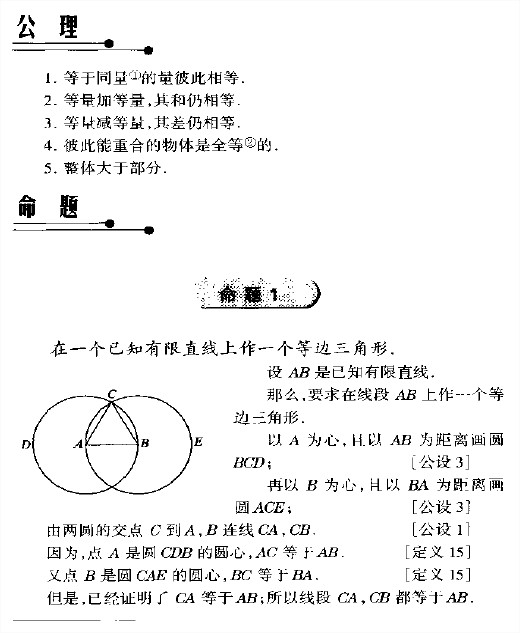 公 理
1. 等于同量①的量彼此相等.
2. 等量加等量,其和仍相等.
3. 等量减等量,其差仍相等.
4. 彼此能重合的物体是全等②的.
5. 整体大于部分.
命 题
命 题 1
在一个已知有限直线上作一个等边三角形.
设 AB 是已知有限直线.
那么,要求在线段 AB 上作一个等
边三角形.
以 A 为心,且以 AB 为距离画圆
BCD; [公设 3]
再以 B 为心,且以 BA 为距离画
圆 ACE; [公设 3]
C
D A B E
由两圆的交点 C 到 A,B 连线 CA,CB. [公设 1]
因为,点 A 是圆 CDB 的圆心,AC 等于 AB. [定义 15]
又点 B 是圆 CAE 的圆心,BC 等于 BA. [定义 15]
但是,已经证明了 CA 等于 AB;所以线段 CA,CB 都等于 AB.